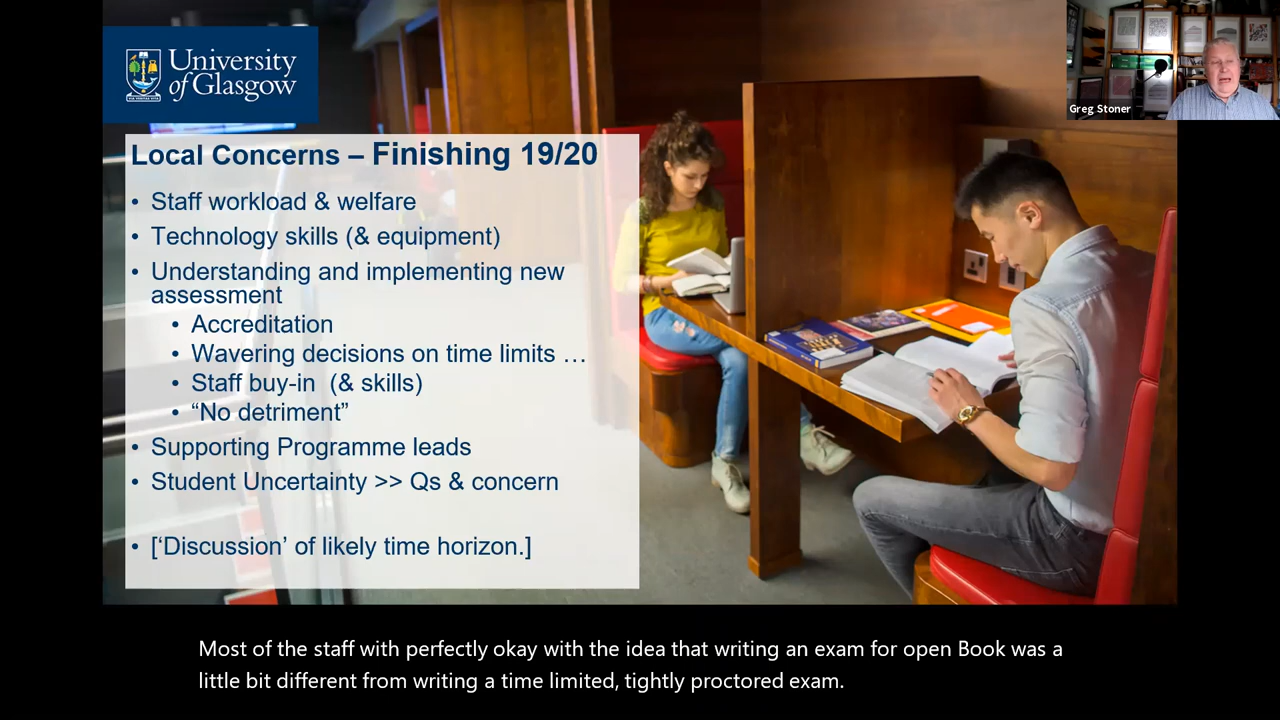 University
of Glasgow
Greg Stoner
Local Concerns – Finishing 19/20
• Staff workload & welfare
• Technology skills (& equipment)
• Understanding and implementing new
assessment
• Accreditation
• Wavering decisions on time limits …
• Staff buy-in (& skills)
• “No detriment”
• Supporting Programme leads
• Student Uncertainty >> Qs & concern
• [‘Discussion’ of likely time horizon.]
Most of the staff with perfectly okay with the idea that writing an exam for open Book was a
little bit different from writing a time limited, tightly proctored exam.